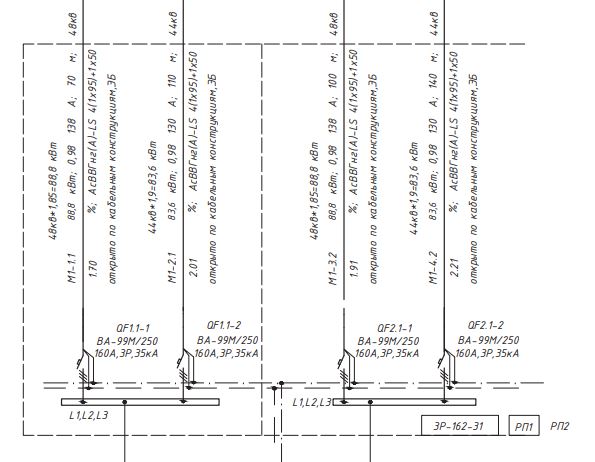 48кв
44кв
48кв
44кв
48кв*1,85=88,8 кВт
М1-1.1 88,8 кВт; 0,98 138 А; 70 м;
1.70 %; АсВВГнг(А)-LS 4(1х95)+1х50
открыто по кабельным конструкциям,ЭБ
44кв*1,9=83,6 кВт
М1-2.1 83,6 кВт; 0,98 130 А; 110 м;
2.01 %; АсВВГнг(А)-LS 4(1х95)+1х50
открыто по кабельным конструкциям,ЭБ
48кв*1,85=88,8 кВт
М1-3.2 88,8 кВт; 0,98 138 А; 100 м;
1.91 %; АсВВГнг(А)-LS 4(1х95)+1х50
открыто по кабельным конструкциям,ЭБ
44кв*1,9=83,6 кВт
М1-4.2 83,6 кВт; 0,98 130 А; 140 м;
2.21 %; АсВВГнг(А)-LS 4(1х95)+1х50
открыто по кабельным конструкциям,ЭБ
QF1.1-1
ВА-99М/250
160А,3Р,35кА
QF1.1-2
ВА-99М/250
160А,3Р,35кА
QF2.1-1
ВА-99М/250
160А,3Р,35кА
QF2.1-2
ВА-99М/250
160А,3Р,35кА
L1,L2,L3
L1,L2,L3
ЗР-162-31
РП1
РП2